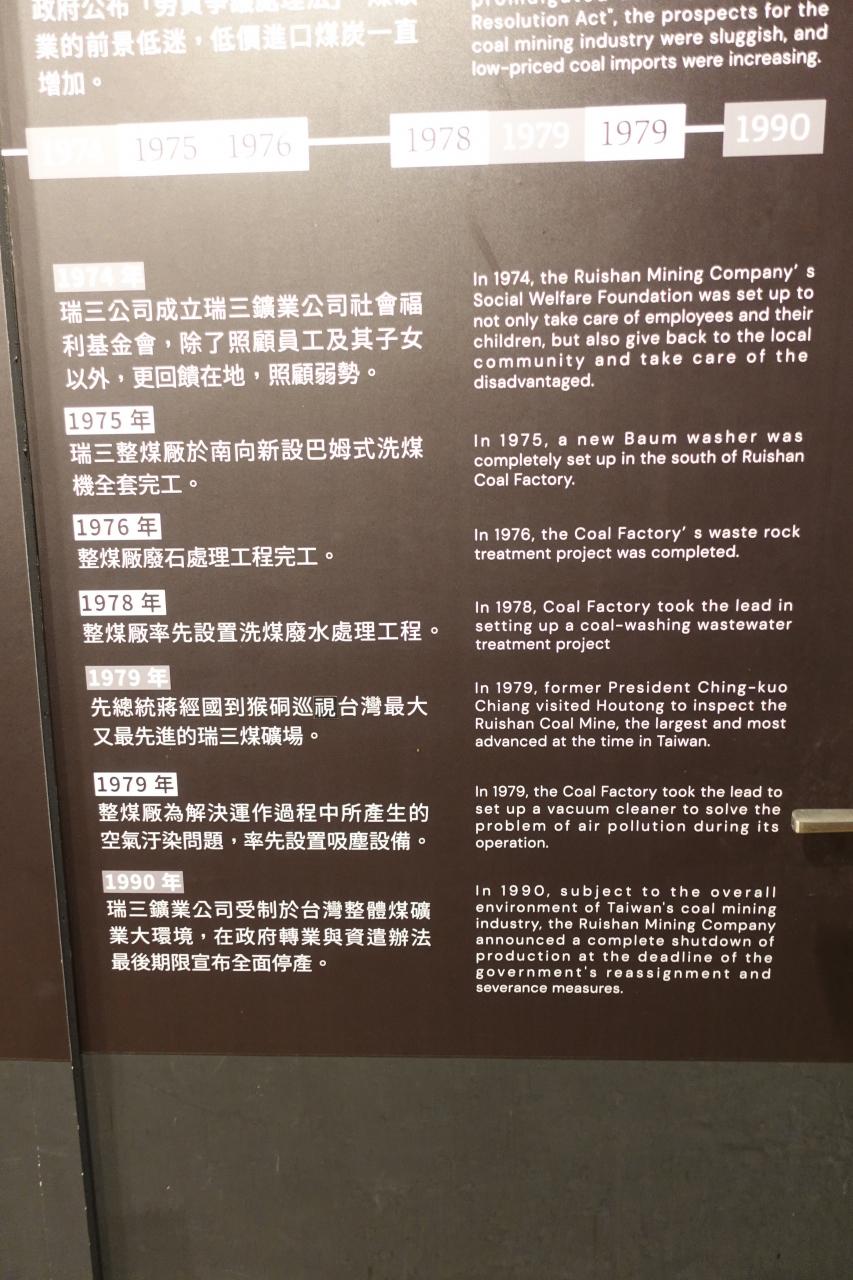 政府公布「勞資爭議處理法」
業的前景低迷，低價進口煤炭一直
增加。
Resolution Act", the prospects for the
coal mining industry were sluggish, and
low-priced coal imports were increasing.
1974 1975 1976 1978 1979 1979 1990
1974 年
瑞三公司成立瑞三鑛業公司社會福
利基金會，除了照顧員工及其子女
以外，更回饋在地，照顧弱勢。
In 1974, the Ruishan Mining Company’ s
Social Welfare Foundation was set up to
not only take care of employees and their
children, but also give back to the local
community and take care of the
disadvantaged.
1975 年
瑞三整煤厰於南向新設巴姆式洗煤
機全套完工。
In 1975, a new Baum washer was
completely set up in the south of Ruishan
Coal Factory.
1976 年
整煤厰廢石處理工程完工。
In 1976, the Coal Factory’ s waste rock
treatment project was completed.
1978 年
整煤厰率先設置洗煤廢水處理工程。
In 1978, Coal Factory took the lead in
setting up a coal-washing wastewater
treatment project
1979 年
先總統蔣經國到猴硐巡視台灣最大
又最先進的瑞三煤礦場。
In 1979, former President Ching-kuo
Chiang visited Houtong to inspect the
Ruishan Coal Mine, the largest and most
advanced at the time in Taiwan.
1979 年
整煤厰為解決運作過程中所產生的
空氣汙染問題，率先設置吸塵設備。
In 1979, the Coal Factory took the lead to
set up a vacuum cleaner to solve the
problem of air pollution during its
operation.
1990 年
瑞三鑛業公司受制於台灣整體煤礦
業大環境，在政府轉業與資遣辦法
最後期限宣布全面停產。
In 1990, subject to the overall
environment of Taiwan's coal mining
industry, the Ruishan Mining Company
announced a complete shutdown of
production at the deadline of the
government's reassignment and
severance measures.